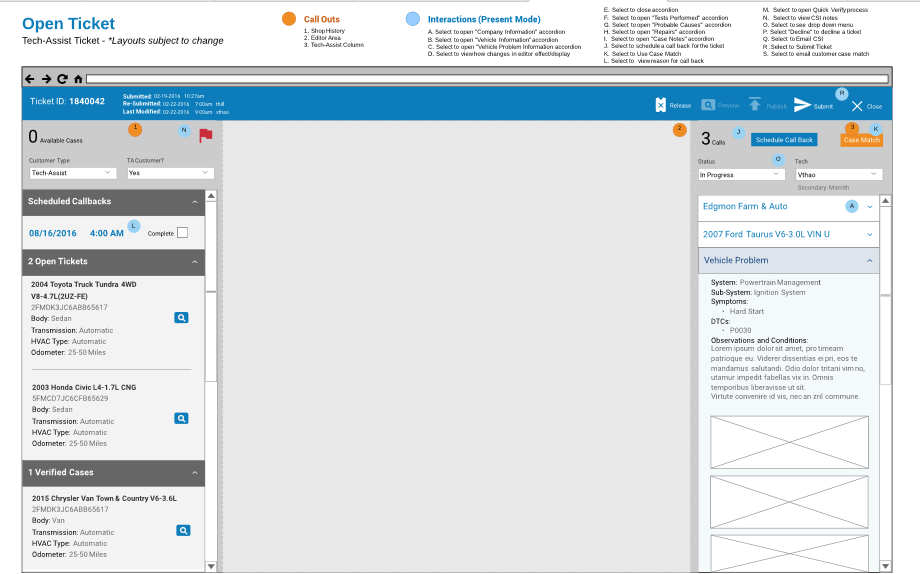 Open Ticket
Tech-Assist Ticket - *Layouts subject to change
Call Outs
1. Shop History
2. Editor Area
3. Tech-Assist Column
Interactions (Present Mode)
A. Select to open "Company Information" accordion
B. Select to open "Vehicle Information" accordion
C. Select to open "Vehicle Problem Information" accordion
D. Select to view how changes in editor effect/display
E. Select to close accordion
F. Select to open "Tests Performed" accordion
G. Select to open "Probable Causes" accordion
H. Select to open "Repairs" accordion
I. Select to open "Case Notes" accordion
J. Select to schedule a call back for the ticket
K. Select to Use Case Match
L. Select to view reason for call back
M. Select to open Quick Verify process
N. Select to view CSI notes
O. Select to see drop down menu
P. Select "Decline" to decline a ticket
Q. Select to Email CSI
R. Select to Submit Ticket
S. Select to email customer case match
Ticket ID: 1840042
Submitted: 02-19-2016 10:27am
Re-Submitted: 02-22-2016 7:00am thill
Last Modified: 02-22-2016 9:00am vthao
Release
Preview
Publish
Submit
R
Close
0 Available Cases
1
N
Customer Type
TA Customer?
Tech-Assist
Yes
Scheduled Callbacks
08/16/2016 4:00 AM
L
Complete
2 Open Tickets
2004 Toyota Truck Tundra 4WD
V8-4.7L(2UZ-FE)
2FMDK3JC6ABB65617
Body: Sedan
Transmission: Automatic
HVAC Type: Automatic
Odometer: 25-50 Miles
2003 Honda Civic L4-1.7L CNG
5FMCD7JC6CFB65629
Body: Sedan
Transmission: Automatic
HVAC Type: Automatic
Odometer: 25-50 Miles
1 Verified Cases
2015 Chrysler Van Town & Country V6-3.6L
2FMDK3JC6ABB65617
Body: Van
Transmission: Automatic
HVAC Type: Automatic
Odometer: 25-50 Miles
2
3 Calls
J
Schedule Call Back
3
K
Case Match
Status
O
Tech
In Progress
Vthao
Secondary, Msmith
Edgmon Farm & Auto
A
2007 Ford Taurus V6-3.0L VIN U
Vehicle Problem
System: Powertrain Management
Sub-System: Ignition System
Symptoms:
• Hard Start
DTCs:
• P0030
Observations and Conditions:
Lorem ipsum dolor sit amet, pro timeam
patrioque eu. Viderer dissentias ei pri, eos te
mandamus salutandi. Odio dolor tritani vim no,
utamur impedit fabellas vix in. Omnis
temporibus liberavisse ut sit.
Virtute convenire id vis, nec an zril commune.